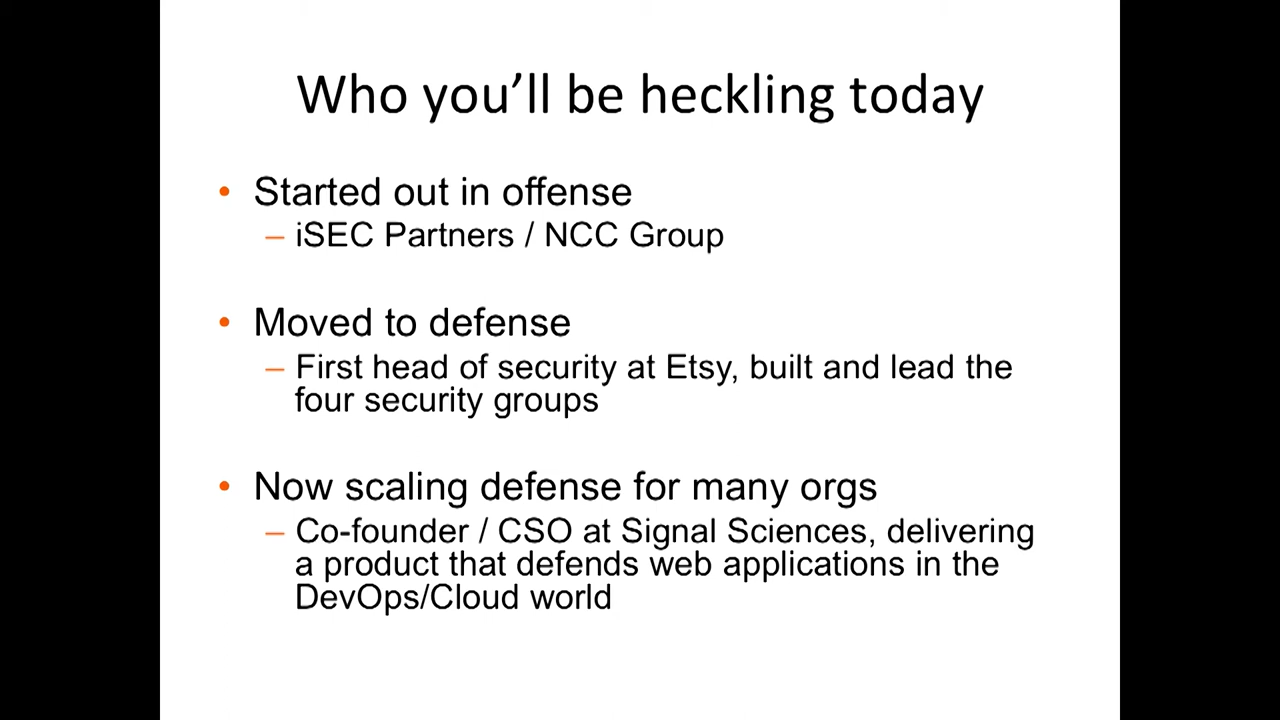 Who you’ll be heckling today
• Started out in offense
– iSEC Partners / NCC Group
• Moved to defense
– First head of security at Etsy, built and lead the
four security groups
• Now scaling defense for many orgs
– Co-founder / CSO at Signal Sciences, delivering
a product that defends web applications in the
DevOps/Cloud world